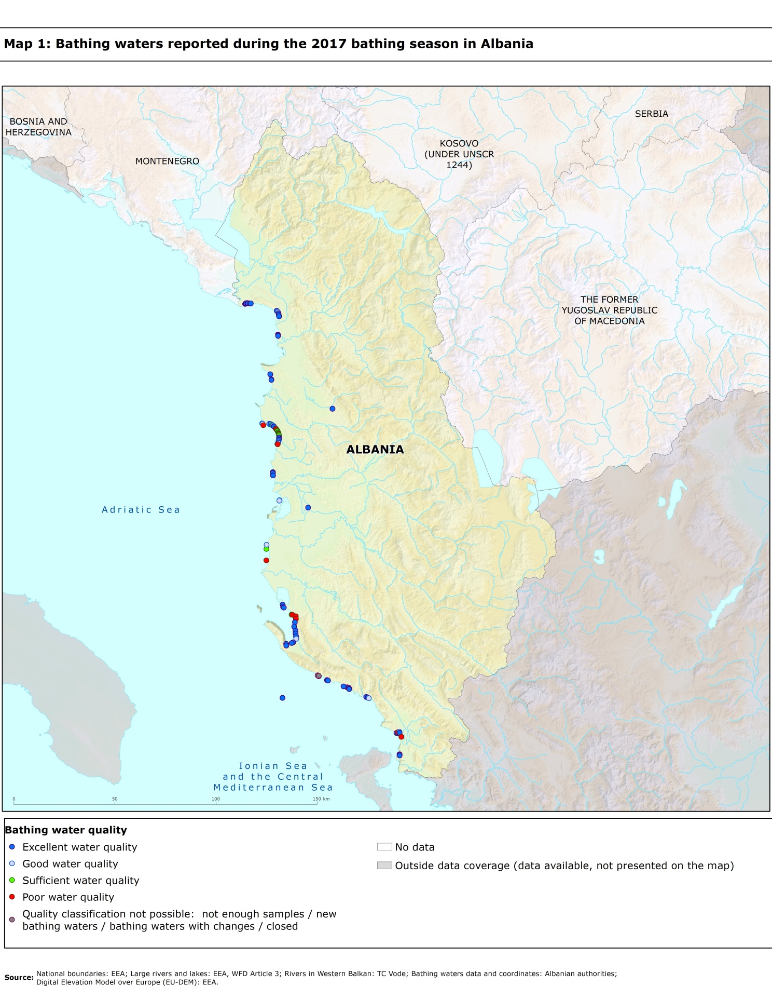 Map 1: Bathing waters reported during the 2017 bathing season in Albania
BOSNIA AND
HERZEGOVINA
MONTENEGRO
KOSOVO
(UNDER UNSCR
1244)
SERBIA
THE FORMER
YUGOSLAV REPUBLIC
OF MACEDONIA
ALBANIA
Adriatic Sea
Ionian Sea
and the Central
Mediterranean Sea
0 50 100 150 km
Bathing water quality
Excellent water quality
Good water quality
Sufficient water quality
Poor water quality
Quality classification not possible: not enough samples / new
bathing waters / bathing waters with changes / closed
No data
Outside data coverage (data available, not presented on the map)
Source: National boundaries: EEA; Large rivers and lakes: EEA, WFD Article 3; Rivers in Western Balkan: TC Vode; Bathing waters data and coordinates: Albanian authorities;
Digital Elevation Model over Europe (EU-DEM): EEA.